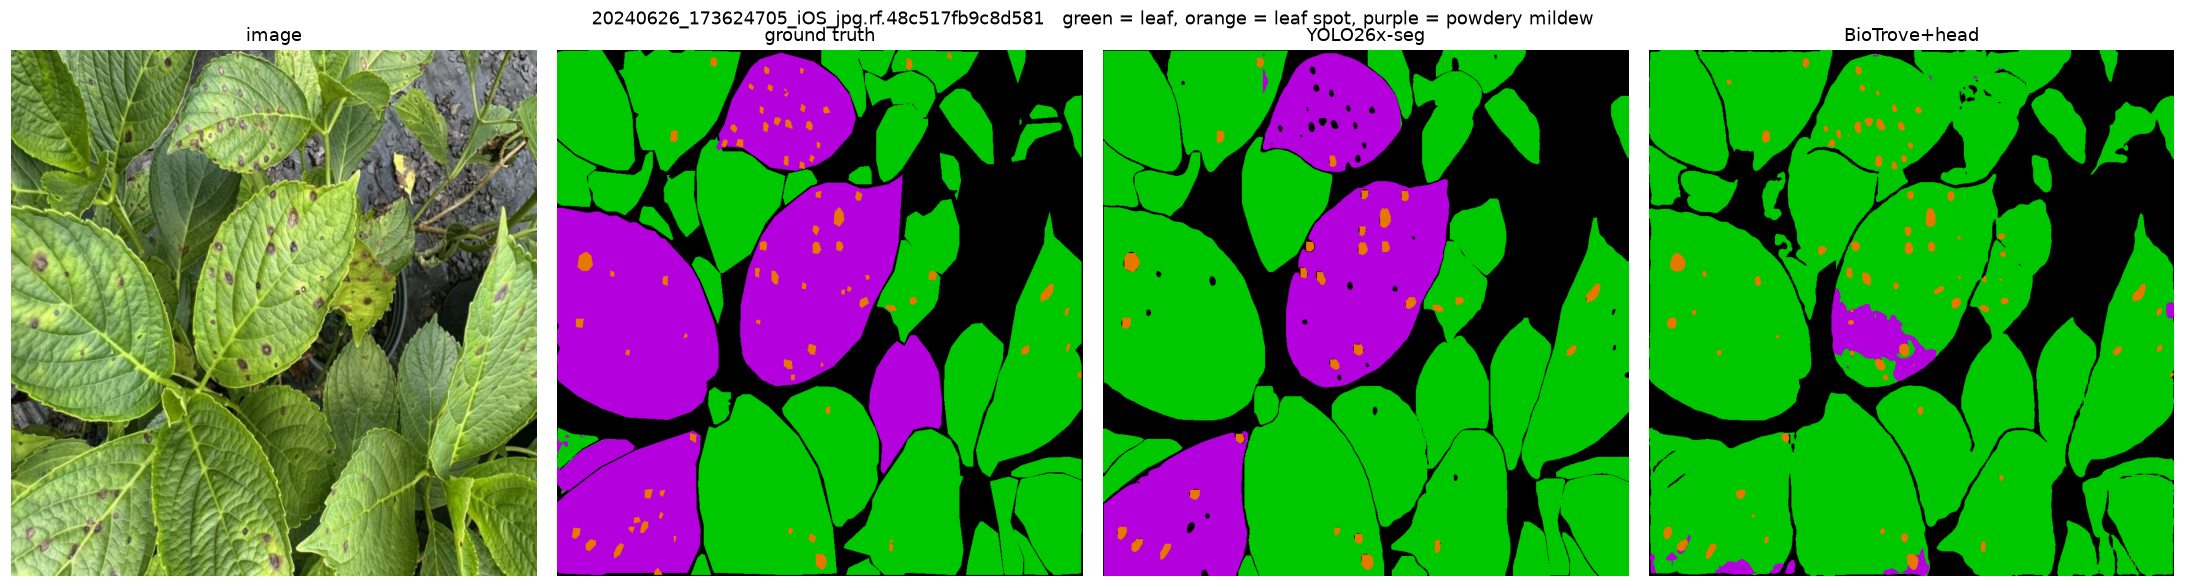 20240626_173624705_iOS_jpg.rf.48c517fb9c8d581   green = leaf, orange = leaf spot, purple = powdery mildew
image
ground truth
YOLO26x-seg
BioTrove+head